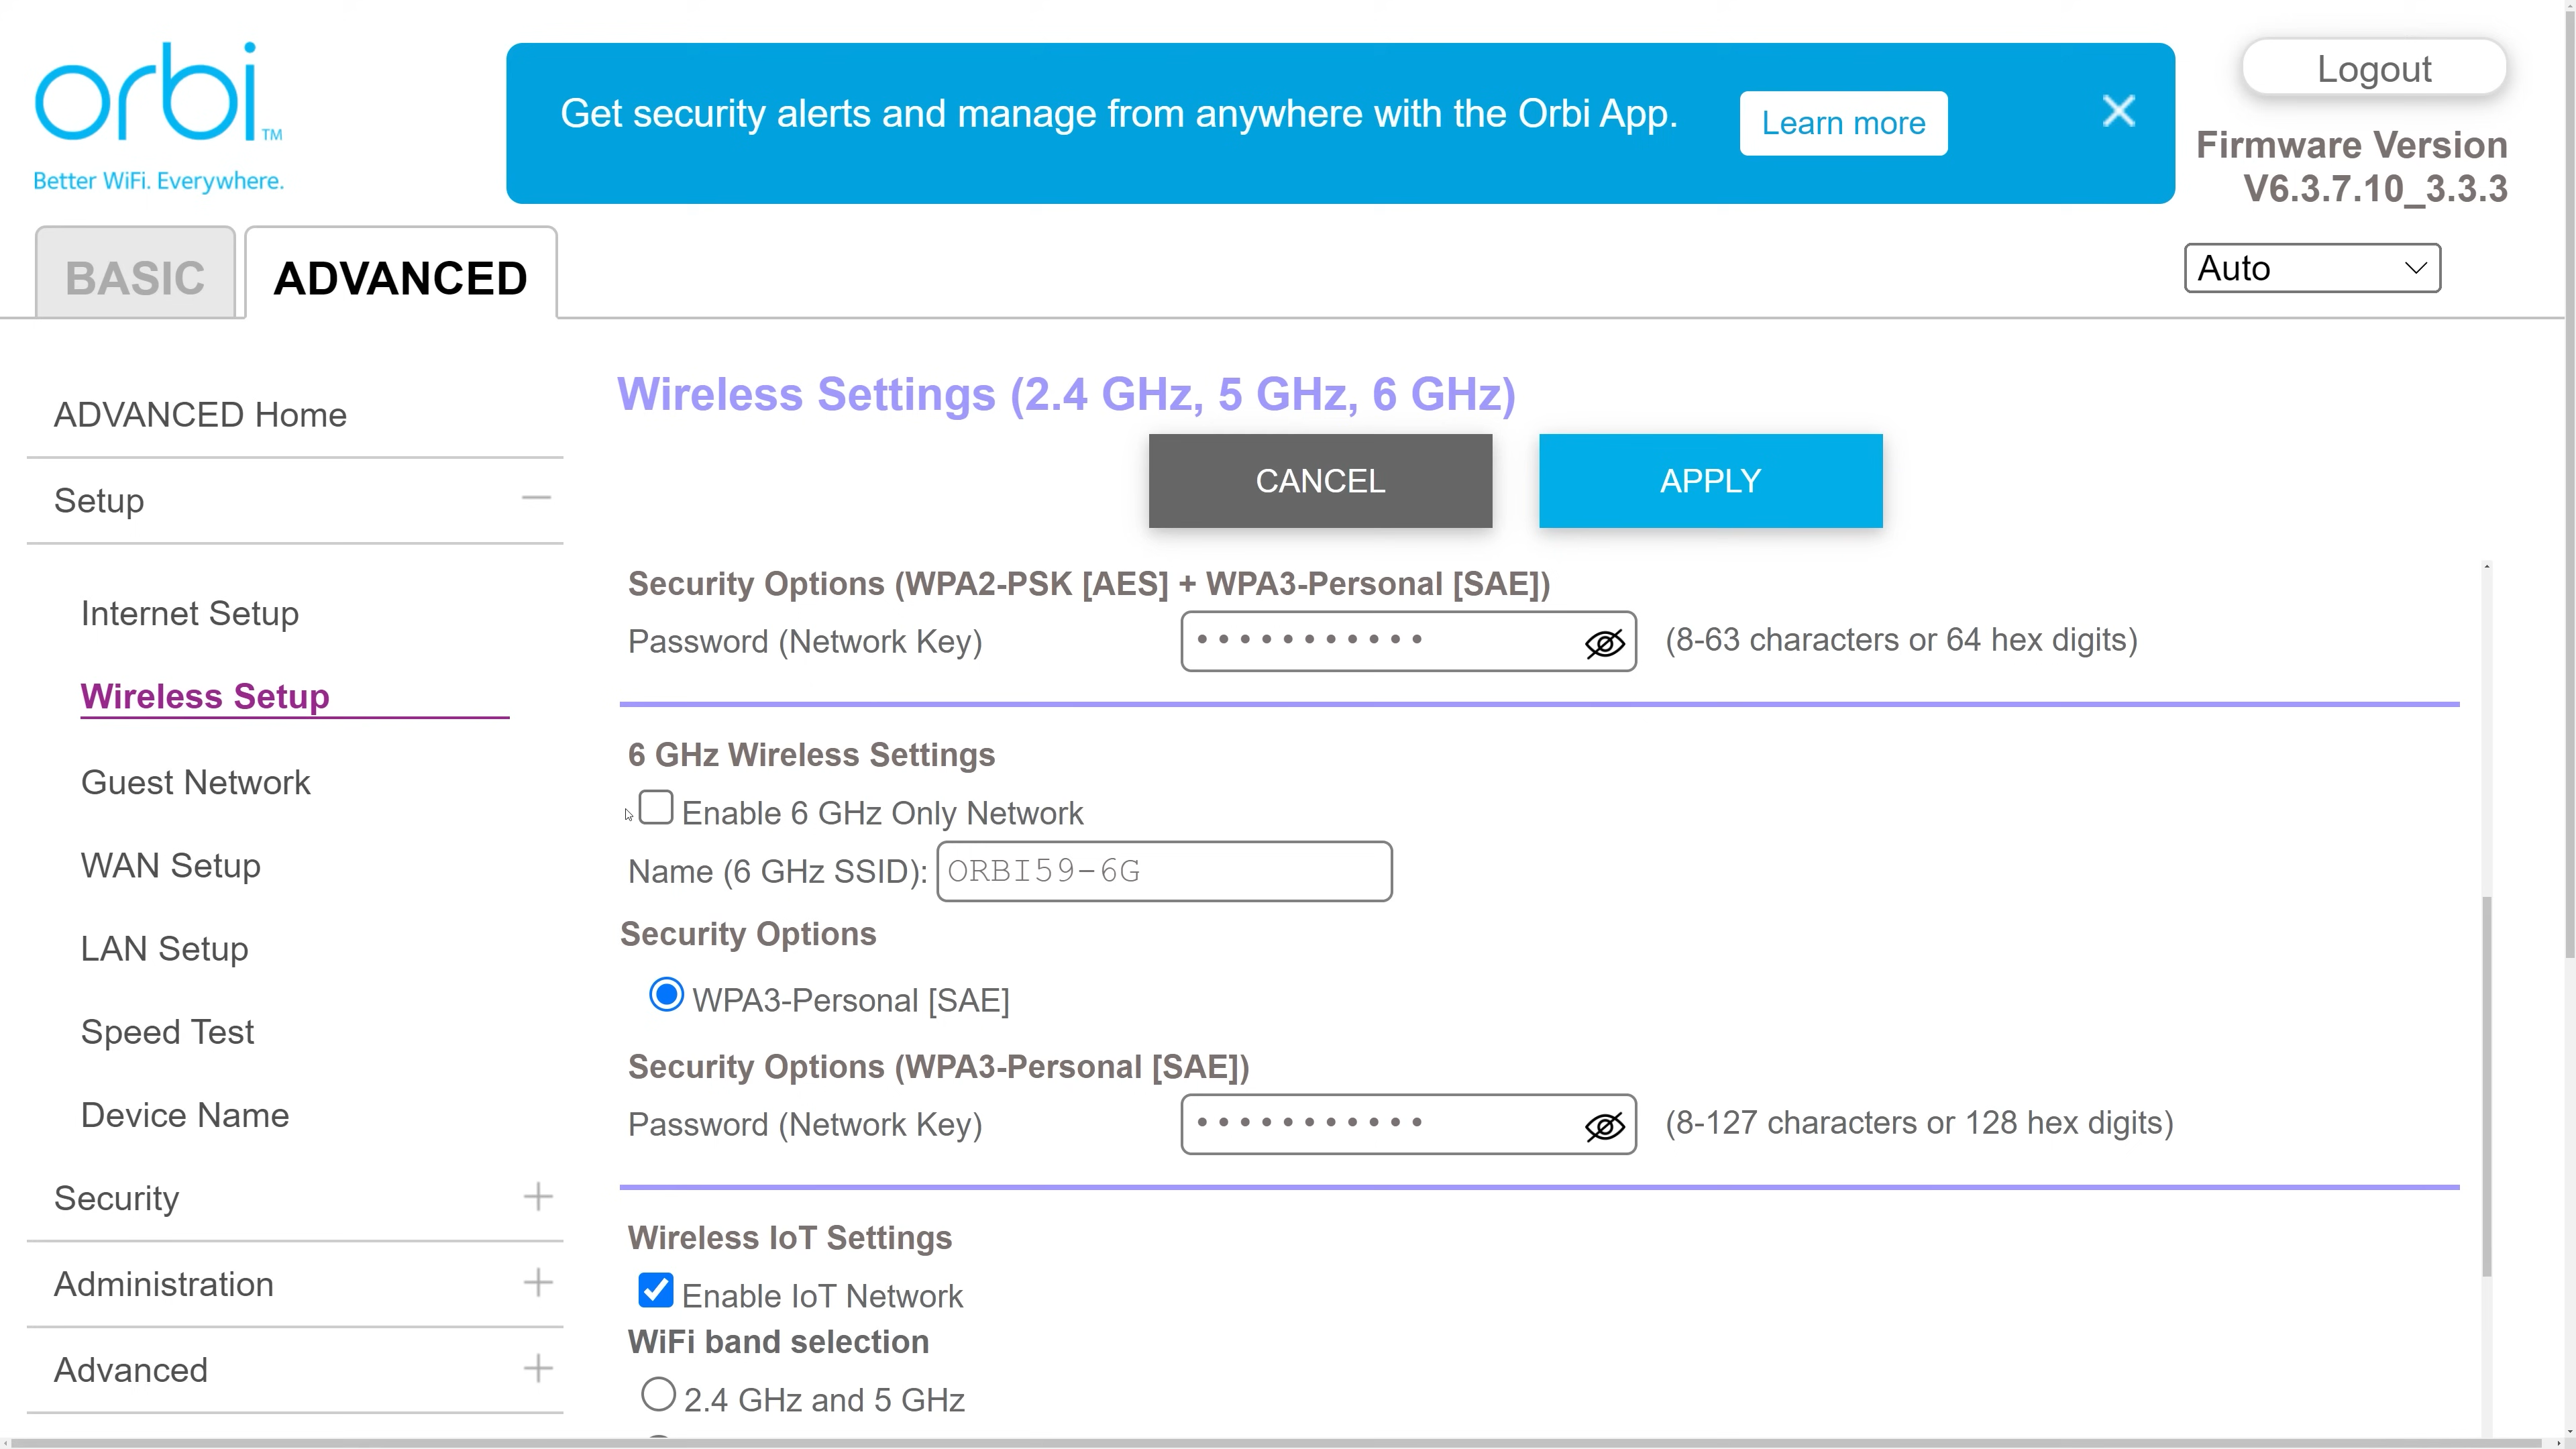 orbi™
Better WiFi. Everywhere.
Get security alerts and manage from anywhere with the Orbi App.
Learn more
Logout
Firmware Version
V6.3.7.10_3.3.3
BASIC
ADVANCED
Auto
ADVANCED Home
Setup
Internet Setup
Wireless Setup
Guest Network
WAN Setup
LAN Setup
Speed Test
Device Name
Security
Administration
Advanced
Wireless Settings (2.4 GHz, 5 GHz, 6 GHz)
CANCEL
APPLY
Security Options (WPA2-PSK [AES] + WPA3-Personal [SAE])
Password (Network Key) ••••••••••• (8-63 characters or 64 hex digits)
6 GHz Wireless Settings
Enable 6 GHz Only Network
Name (6 GHz SSID): ORBI59-6G
Security Options
WPA3-Personal [SAE]
Security Options (WPA3-Personal [SAE])
Password (Network Key) ••••••••••• (8-127 characters or 128 hex digits)
Wireless IoT Settings
Enable IoT Network
WiFi band selection
2.4 GHz and 5 GHz